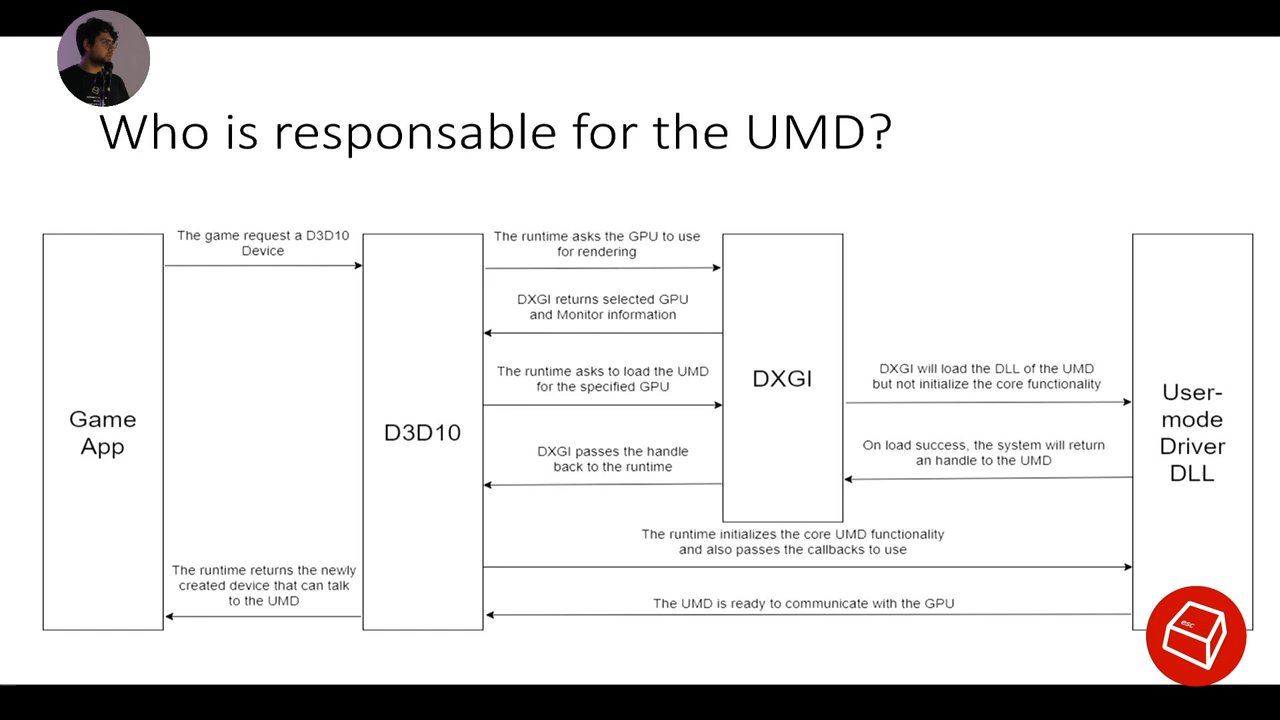 Who is responsable for the UMD?
The game request a D3D10
Device
The runtime asks the GPU to use
for rendering
DXGI returns selected GPU
and Monitor information
The runtime asks to load the UMD
for the specified GPU
DXGI will load the DLL of the UMD
but not initialize the core functionality
DXGI
Game
App
D3D10
User-
mode
Driver
DLL
DXGI passes the handle
back to the runtime
On load success, the system will return
an handle to the UMD
The runtime initializes the core UMD functionality
and also passes the callbacks to use
The runtime returns the newly
created device that can talk
to the UMD
The UMD is ready to communicate with the GPU
esc